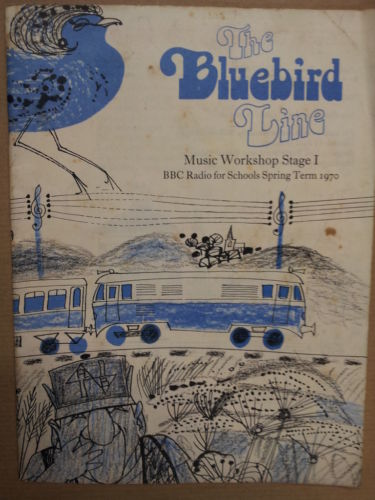 The
Bluebird
Line
Music Workshop Stage I
BBC Radio for Schools Spring Term 1970